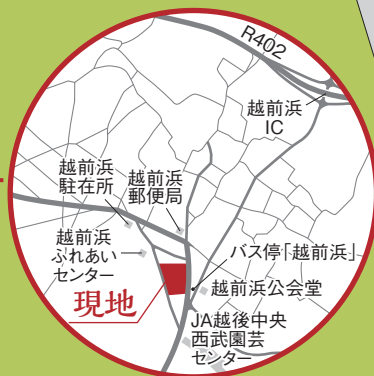 R402
越前浜
IC
越前浜
駐在所
越前浜
郵便局
越前浜
ふれあい
センター
バス停「越前浜」
現地
越前浜公会堂
JA越後中央
西武園芸
センター